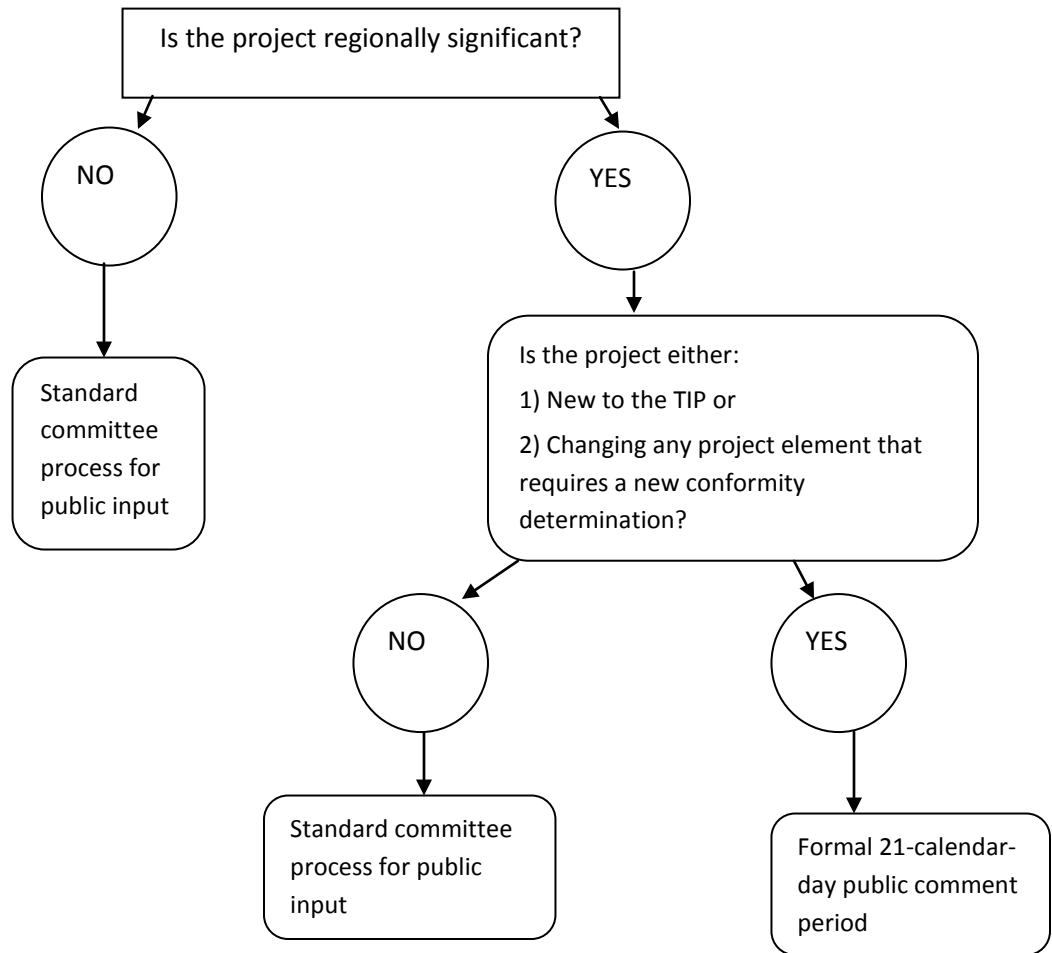 Is the project regionally significant?
NO
YES
Standard
committee
process for
public input
Is the project either:
1) New to the TIP or
2) Changing any project element that
requires a new conformity
determination?
NO
YES
Standard committee
process for public
input
Formal 21-calendar-
day public comment
period